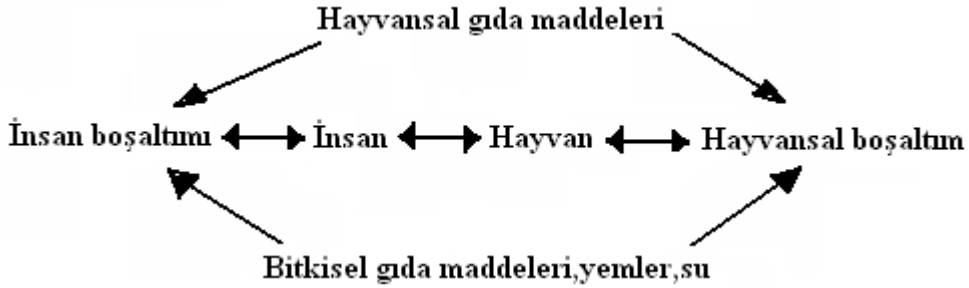 Hayvansal gıda maddeleri
İnsan boşaltımı İnsan Hayvan Hayvansal boşaltım
Bitkisel gıda maddeleri,yemler,su